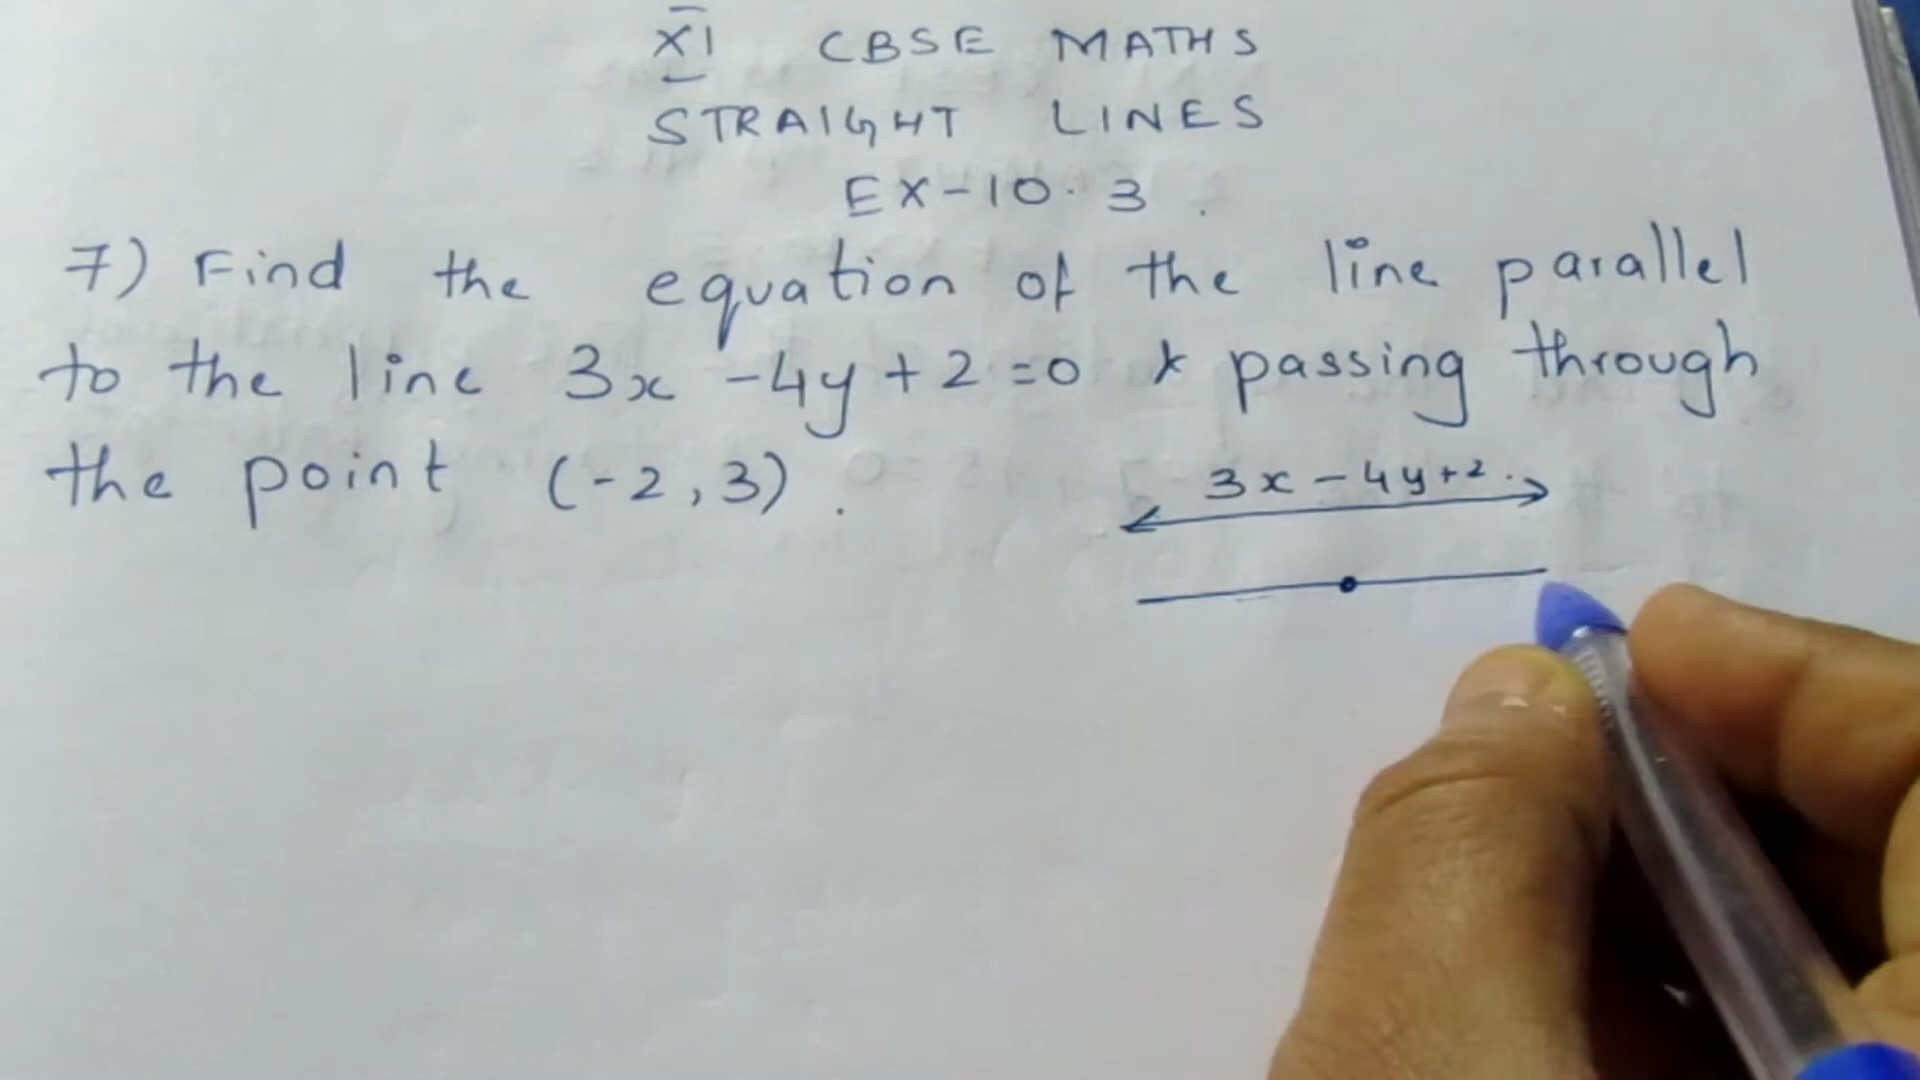 XI CBSE MATHS
STRAIGHT LINES
EX-10.3.
7) Find the equation of the line parallel
to the line 3x -4y+2=0 & passing through
the point (-2,3).
3x-4y+2.